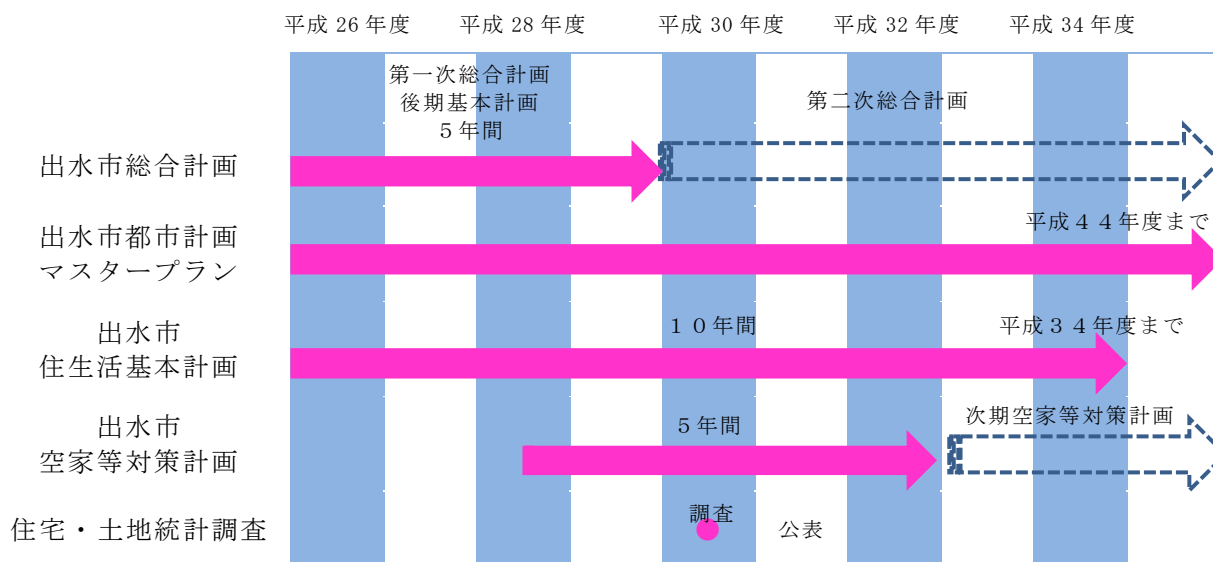 平成 26 年度 平成 28 年度 平成 30 年度 平成 32 年度 平成 34 年度
第一次総合計画
後期基本計画
５年間
第二次総合計画
出水市総合計画
平成４４年度まで
出水市都市計画
マスタープラン
１０年間
平成３４年度まで
出水市
住生活基本計画
次期空家等対策計画
５年間
出水市
空家等対策計画
調査
公表
住宅・土地統計調査